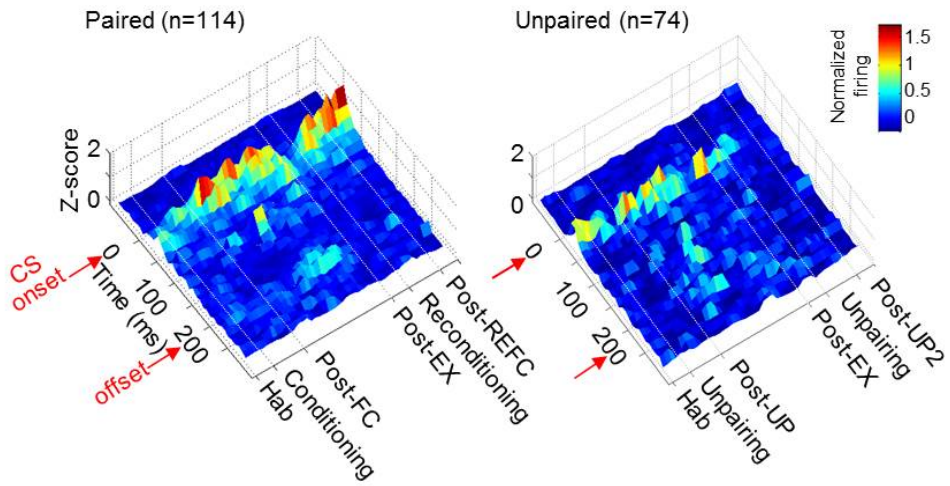 Paired (n=114)
Unpaired (n=74)
Normalized
firing
1.5
1
0.5
0
Z-score
2
0
2
0
CS
onset
0
100
200
Time (ms)
offset
Hab
Conditioning
Post-FC
Post-EX
Reconditioning
Post-REFC
0
100
200
Hab
Unpairing
Post-UP
Post-EX
Unpairing
Post-UP2